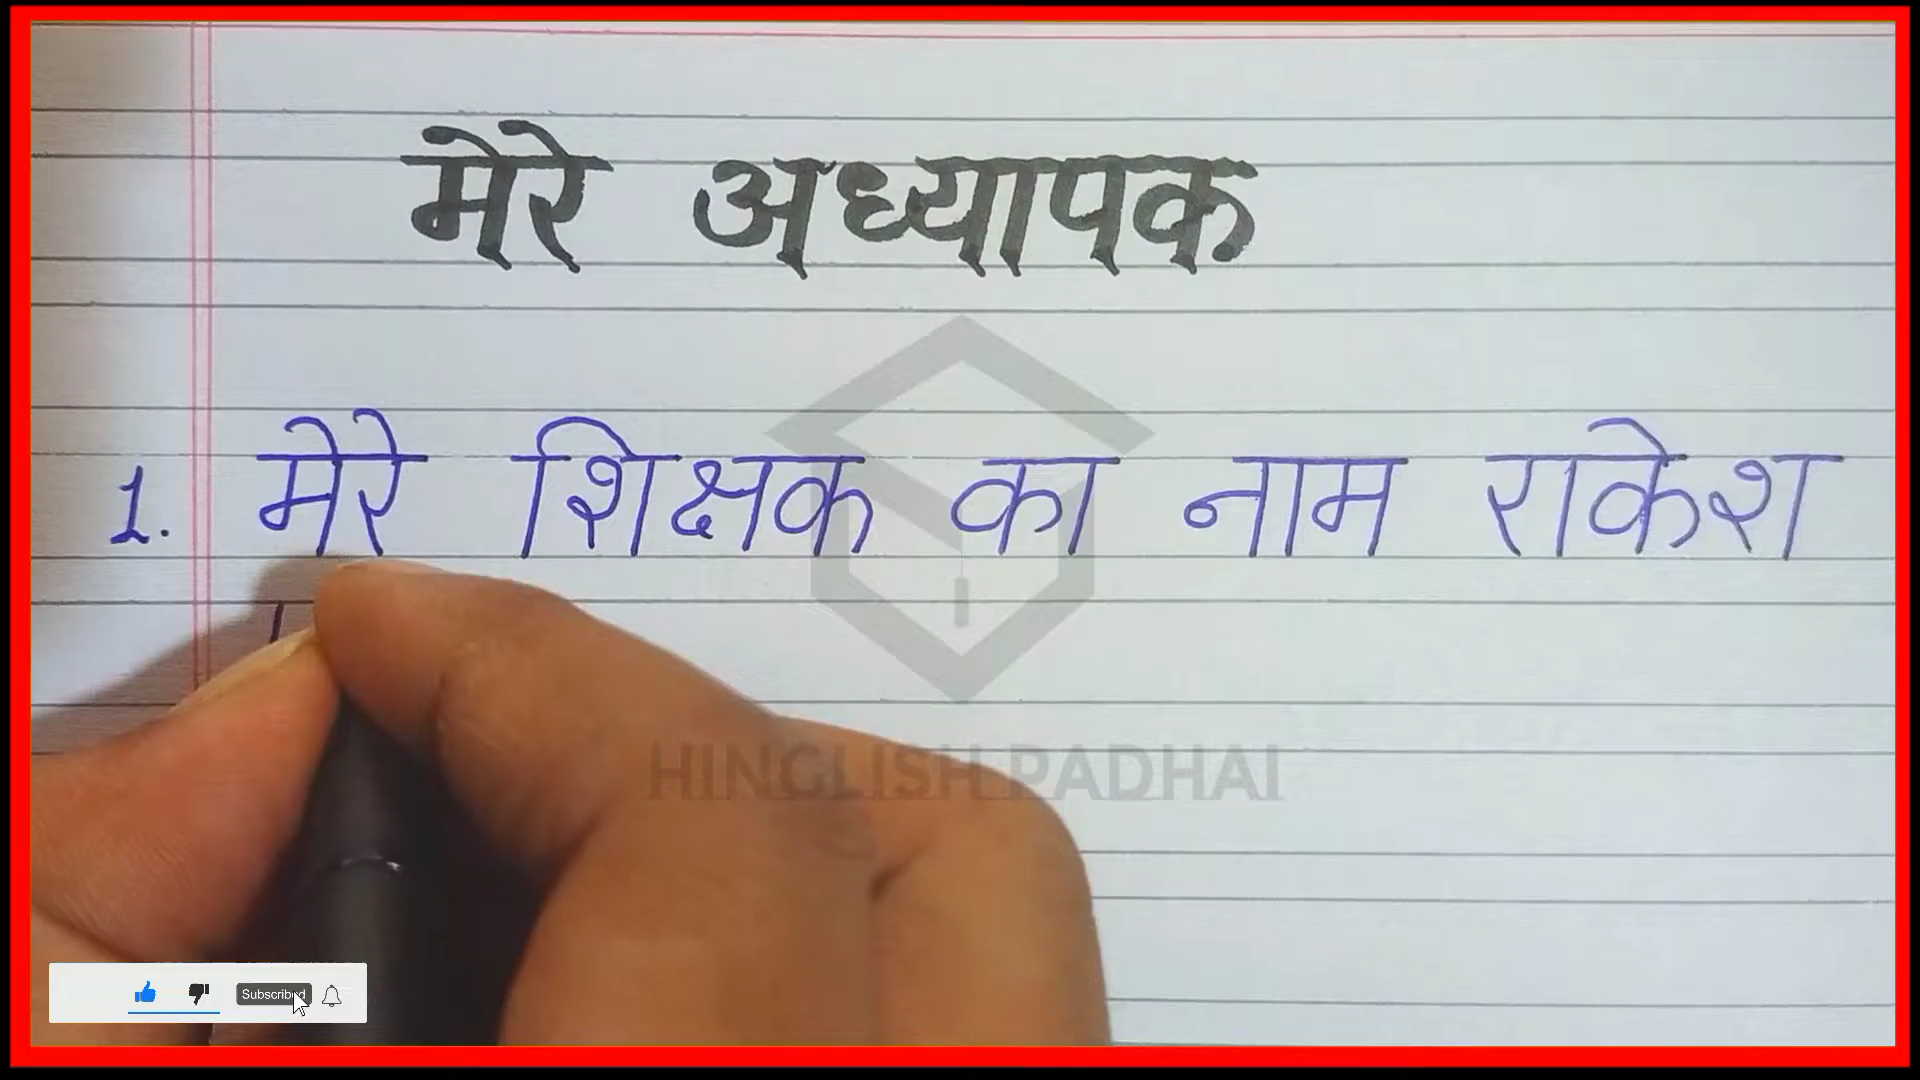 मेरे अध्यापक
1. मेरे शिक्षक का नाम राकेश
HINGLISH PADHAI
Subscribed